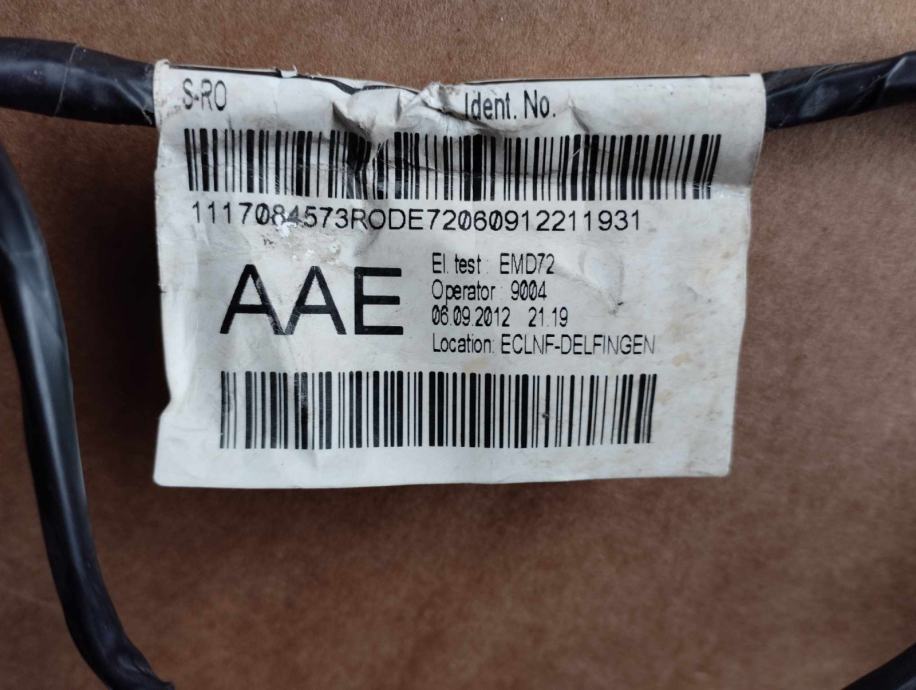 S-RO Ident. No.
1117084573RODE72060912211931
AAE
El. test : EMD72
Operator : 9004
06.09.2012 21.19
Location: ECLNF-DELFINGEN